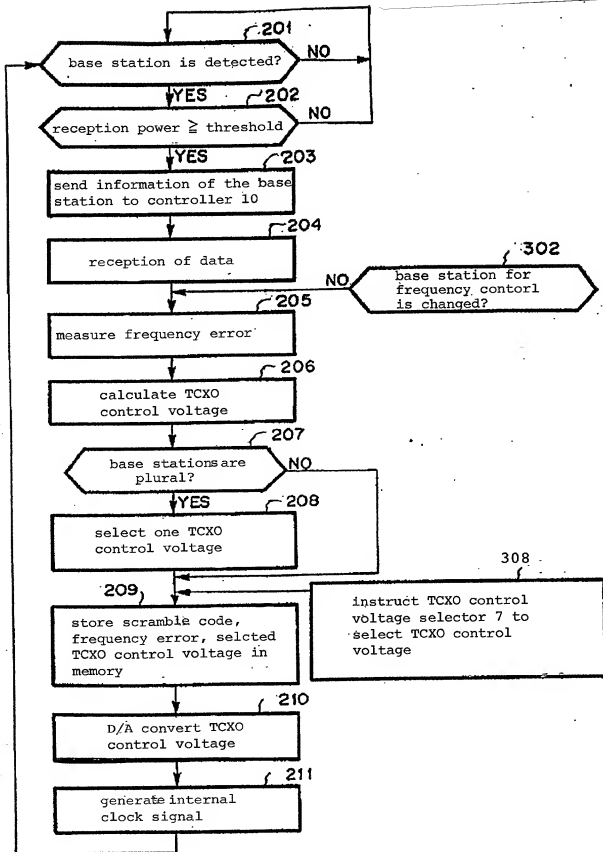 201
base station is detected?
NO
YES
202
reception power ≧ threshold
NO
YES
203
send information of the base
station to controller 10
204
reception of data
302
base station for
frequency contorl
is changed?
NO
205
measure frequency error
206
calculate TCXO
control voltage
207
base stations are
plural?
NO
YES
208
select one TCXO
control voltage
308
instruct TCXO control
voltage selector 7 to
select TCXO control
voltage
209
store scramble code,
frequency error, selcted
TCXO control voltage in
memory
210
D/A convert TCXO
control voltage
211
generate internal
clock signal